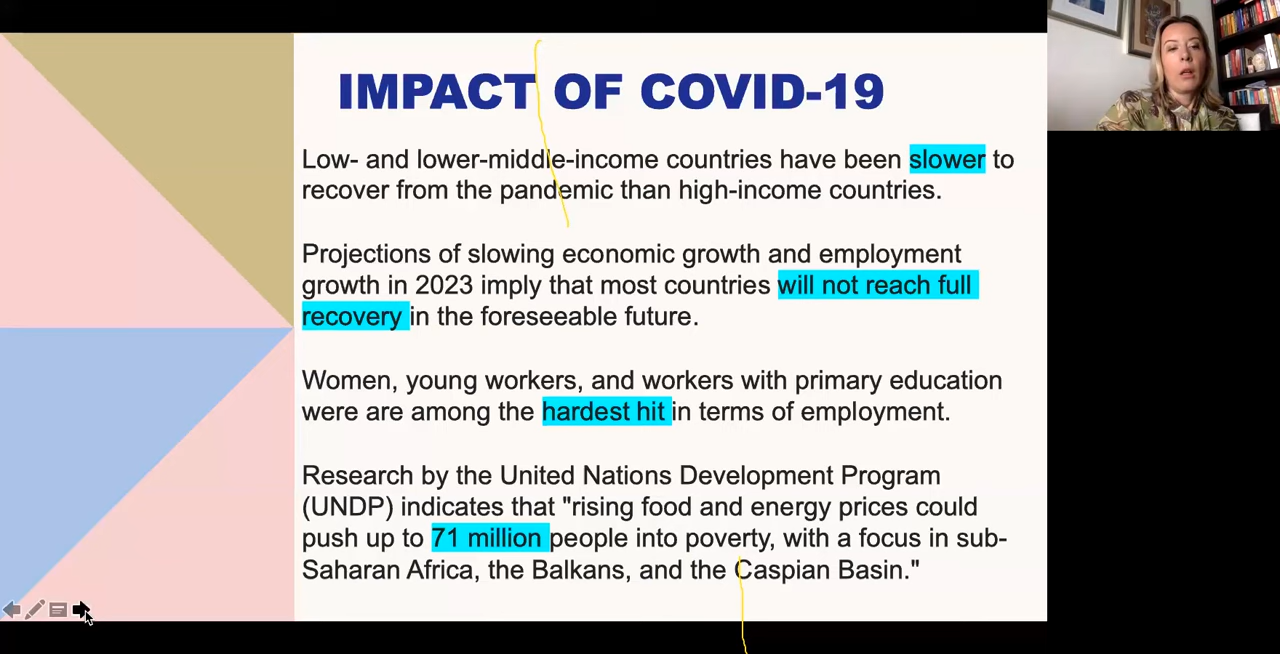 IMPACT OF COVID-19
Low- and lower-middle-income countries have been slower to
recover from the pandemic than high-income countries.
Projections of slowing economic growth and employment
growth in 2023 imply that most countries will not reach full
recovery in the foreseeable future.
Women, young workers, and workers with primary education
were are among the hardest hit in terms of employment.
Research by the United Nations Development Program
(UNDP) indicates that "rising food and energy prices could
push up to 71 million people into poverty, with a focus in sub-
Saharan Africa, the Balkans, and the Caspian Basin."